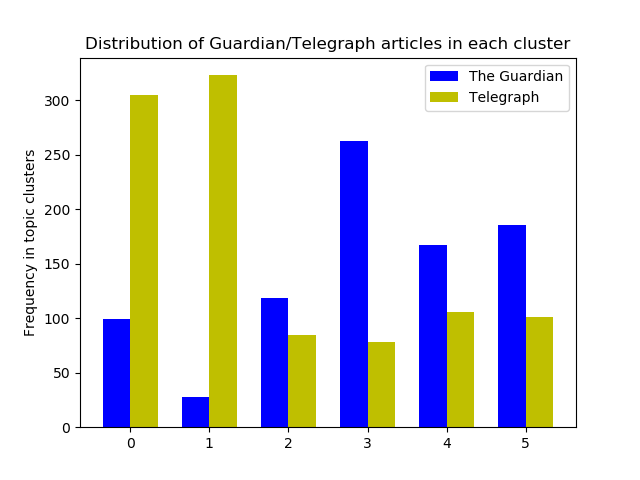 Distribution of Guardian/Telegraph articles in each cluster
The Guardian
Telegraph
Frequency in topic clusters
300
250
200
150
100
50
0
0 1 2 3 4 5